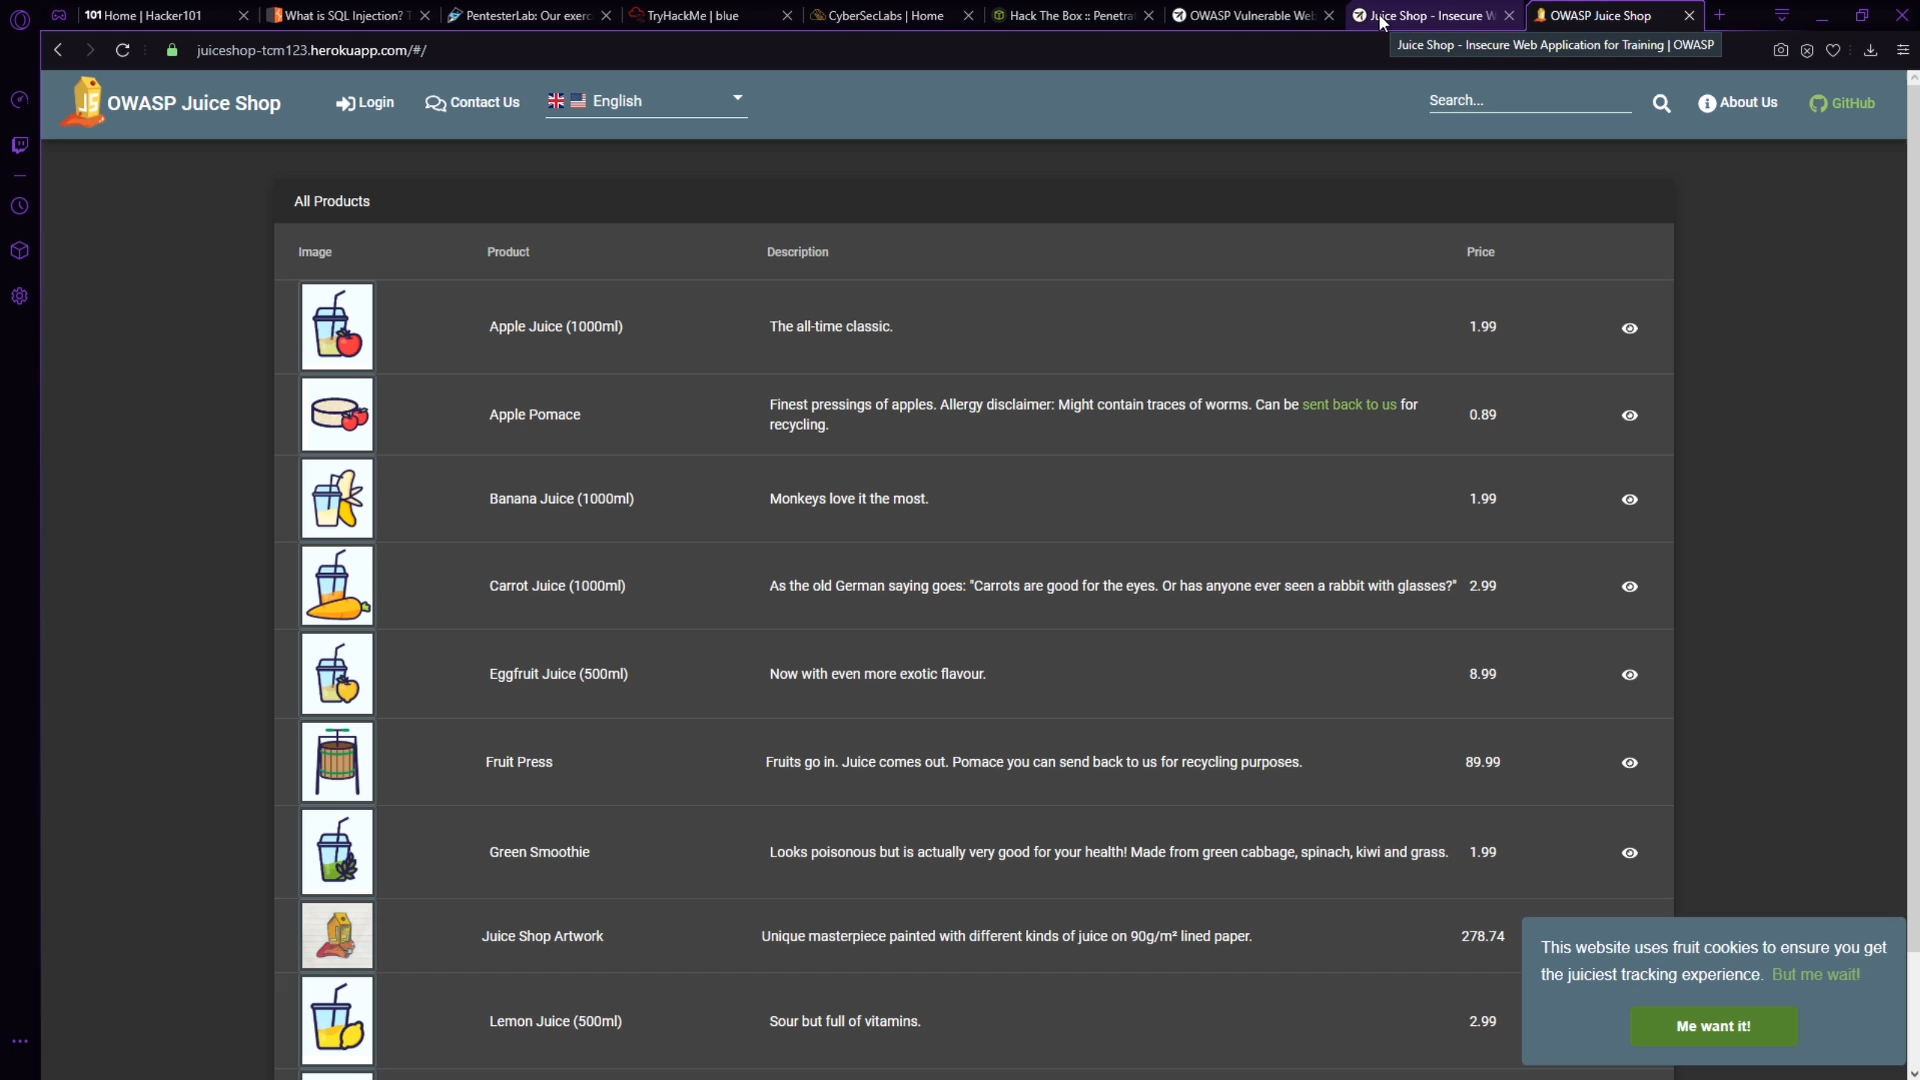 101 Home | Hacker101
What is SQL Injection? T
PentesterLab: Our exerc
TryHackMe | blue
CyberSecLabs | Home
Hack The Box :: Penetra
OWASP Vulnerable We
Juice Shop - Insecure W
OWASP Juice Shop
juiceshop-tcm123.herokuapp.com/#/
Juice Shop - Insecure Web Application for Training | OWASP
JS OWASP Juice Shop
Login
Contact Us
English
Search...
About Us
GitHub
All Products
Image Product Description Price
Apple Juice (1000ml) The all-time classic. 1.99
Apple Pomace Finest pressings of apples. Allergy disclaimer: Might contain traces of worms. Can be sent back to us for 0.89
recycling.
Banana Juice (1000ml) Monkeys love it the most. 1.99
Carrot Juice (1000ml) As the old German saying goes: "Carrots are good for the eyes. Or has anyone ever seen a rabbit with glasses?" 2.99
Eggfruit Juice (500ml) Now with even more exotic flavour. 8.99
Fruit Press Fruits go in. Juice comes out. Pomace you can send back to us for recycling purposes. 89.99
Green Smoothie Looks poisonous but is actually very good for your health! Made from green cabbage, spinach, kiwi and grass. 1.99
Juice Shop Artwork Unique masterpiece painted with different kinds of juice on 90g/m² lined paper. 278.74
Lemon Juice (500ml) Sour but full of vitamins. 2.99
This website uses fruit cookies to ensure you get
the juiciest tracking experience. But me wait!
Me want it!